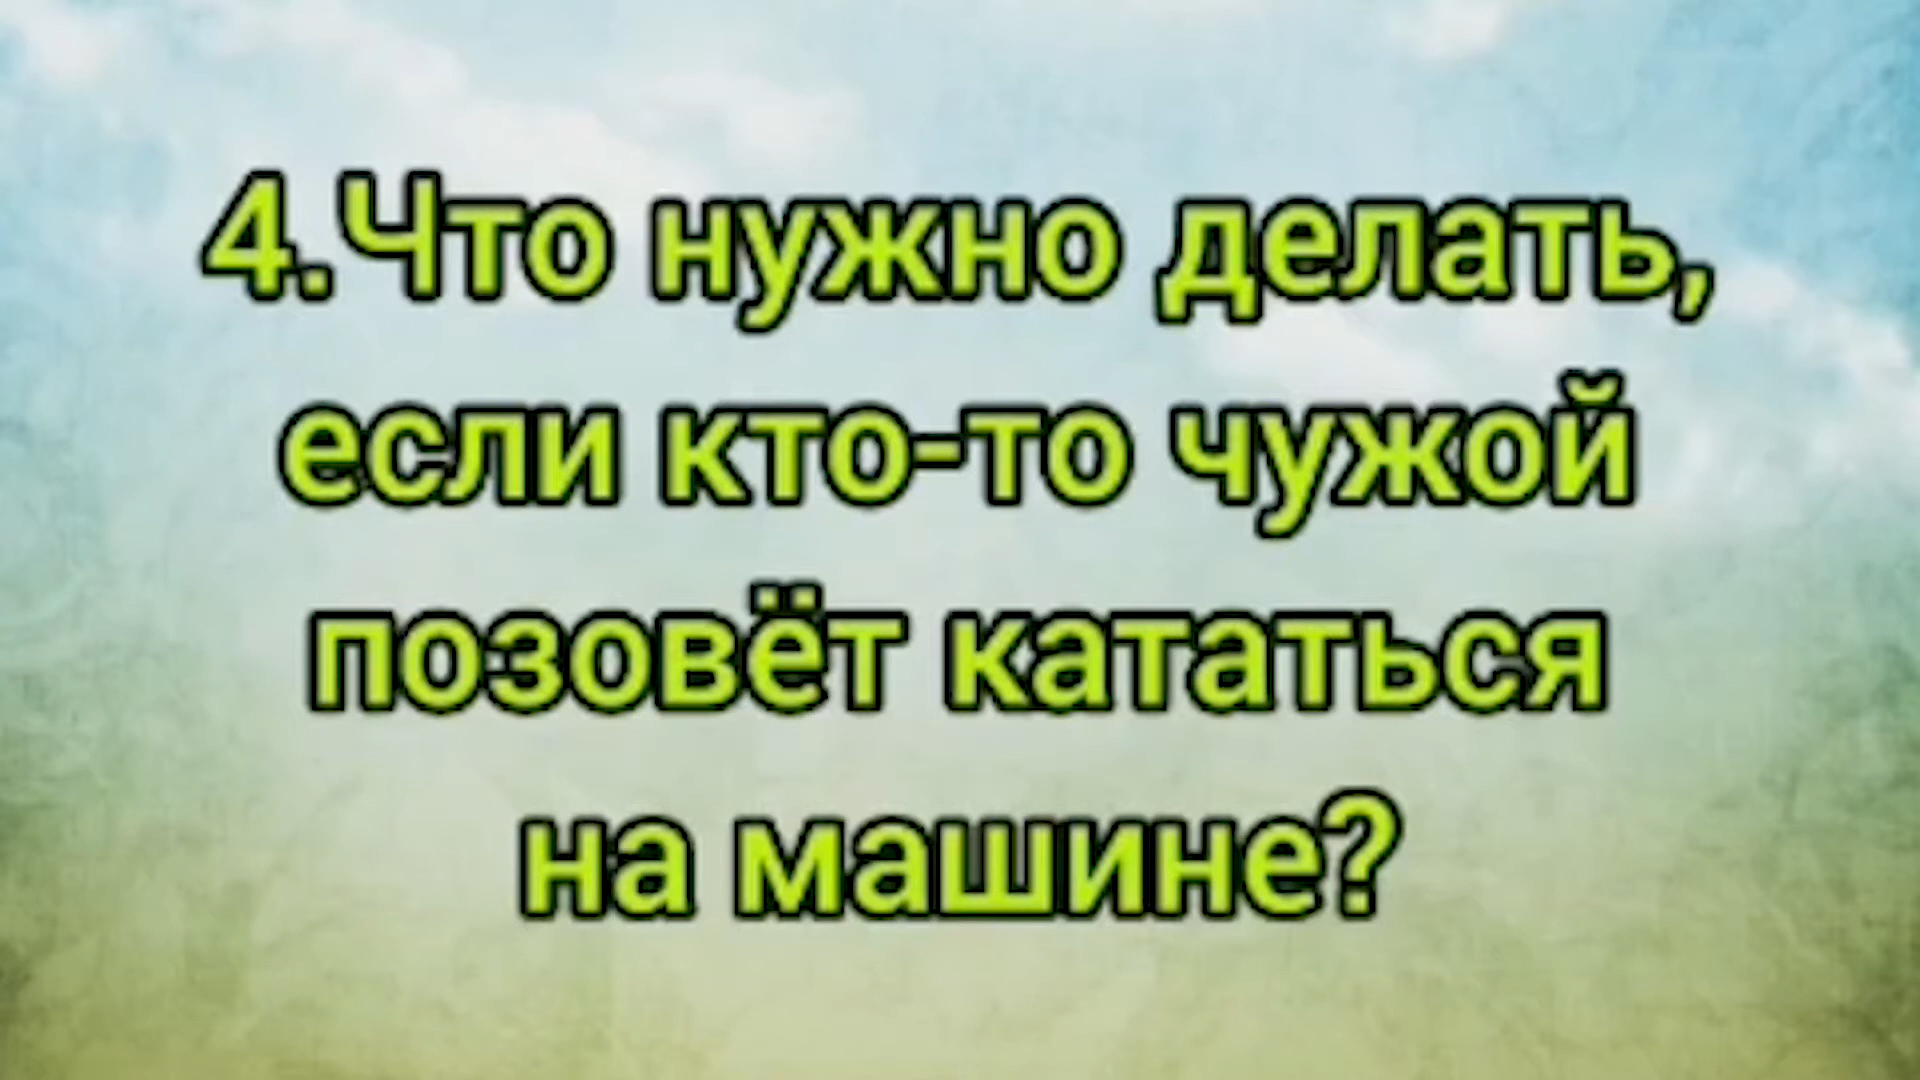 4.Что нужно делать,
если кто-то чужой
позовёт кататься
на машине?